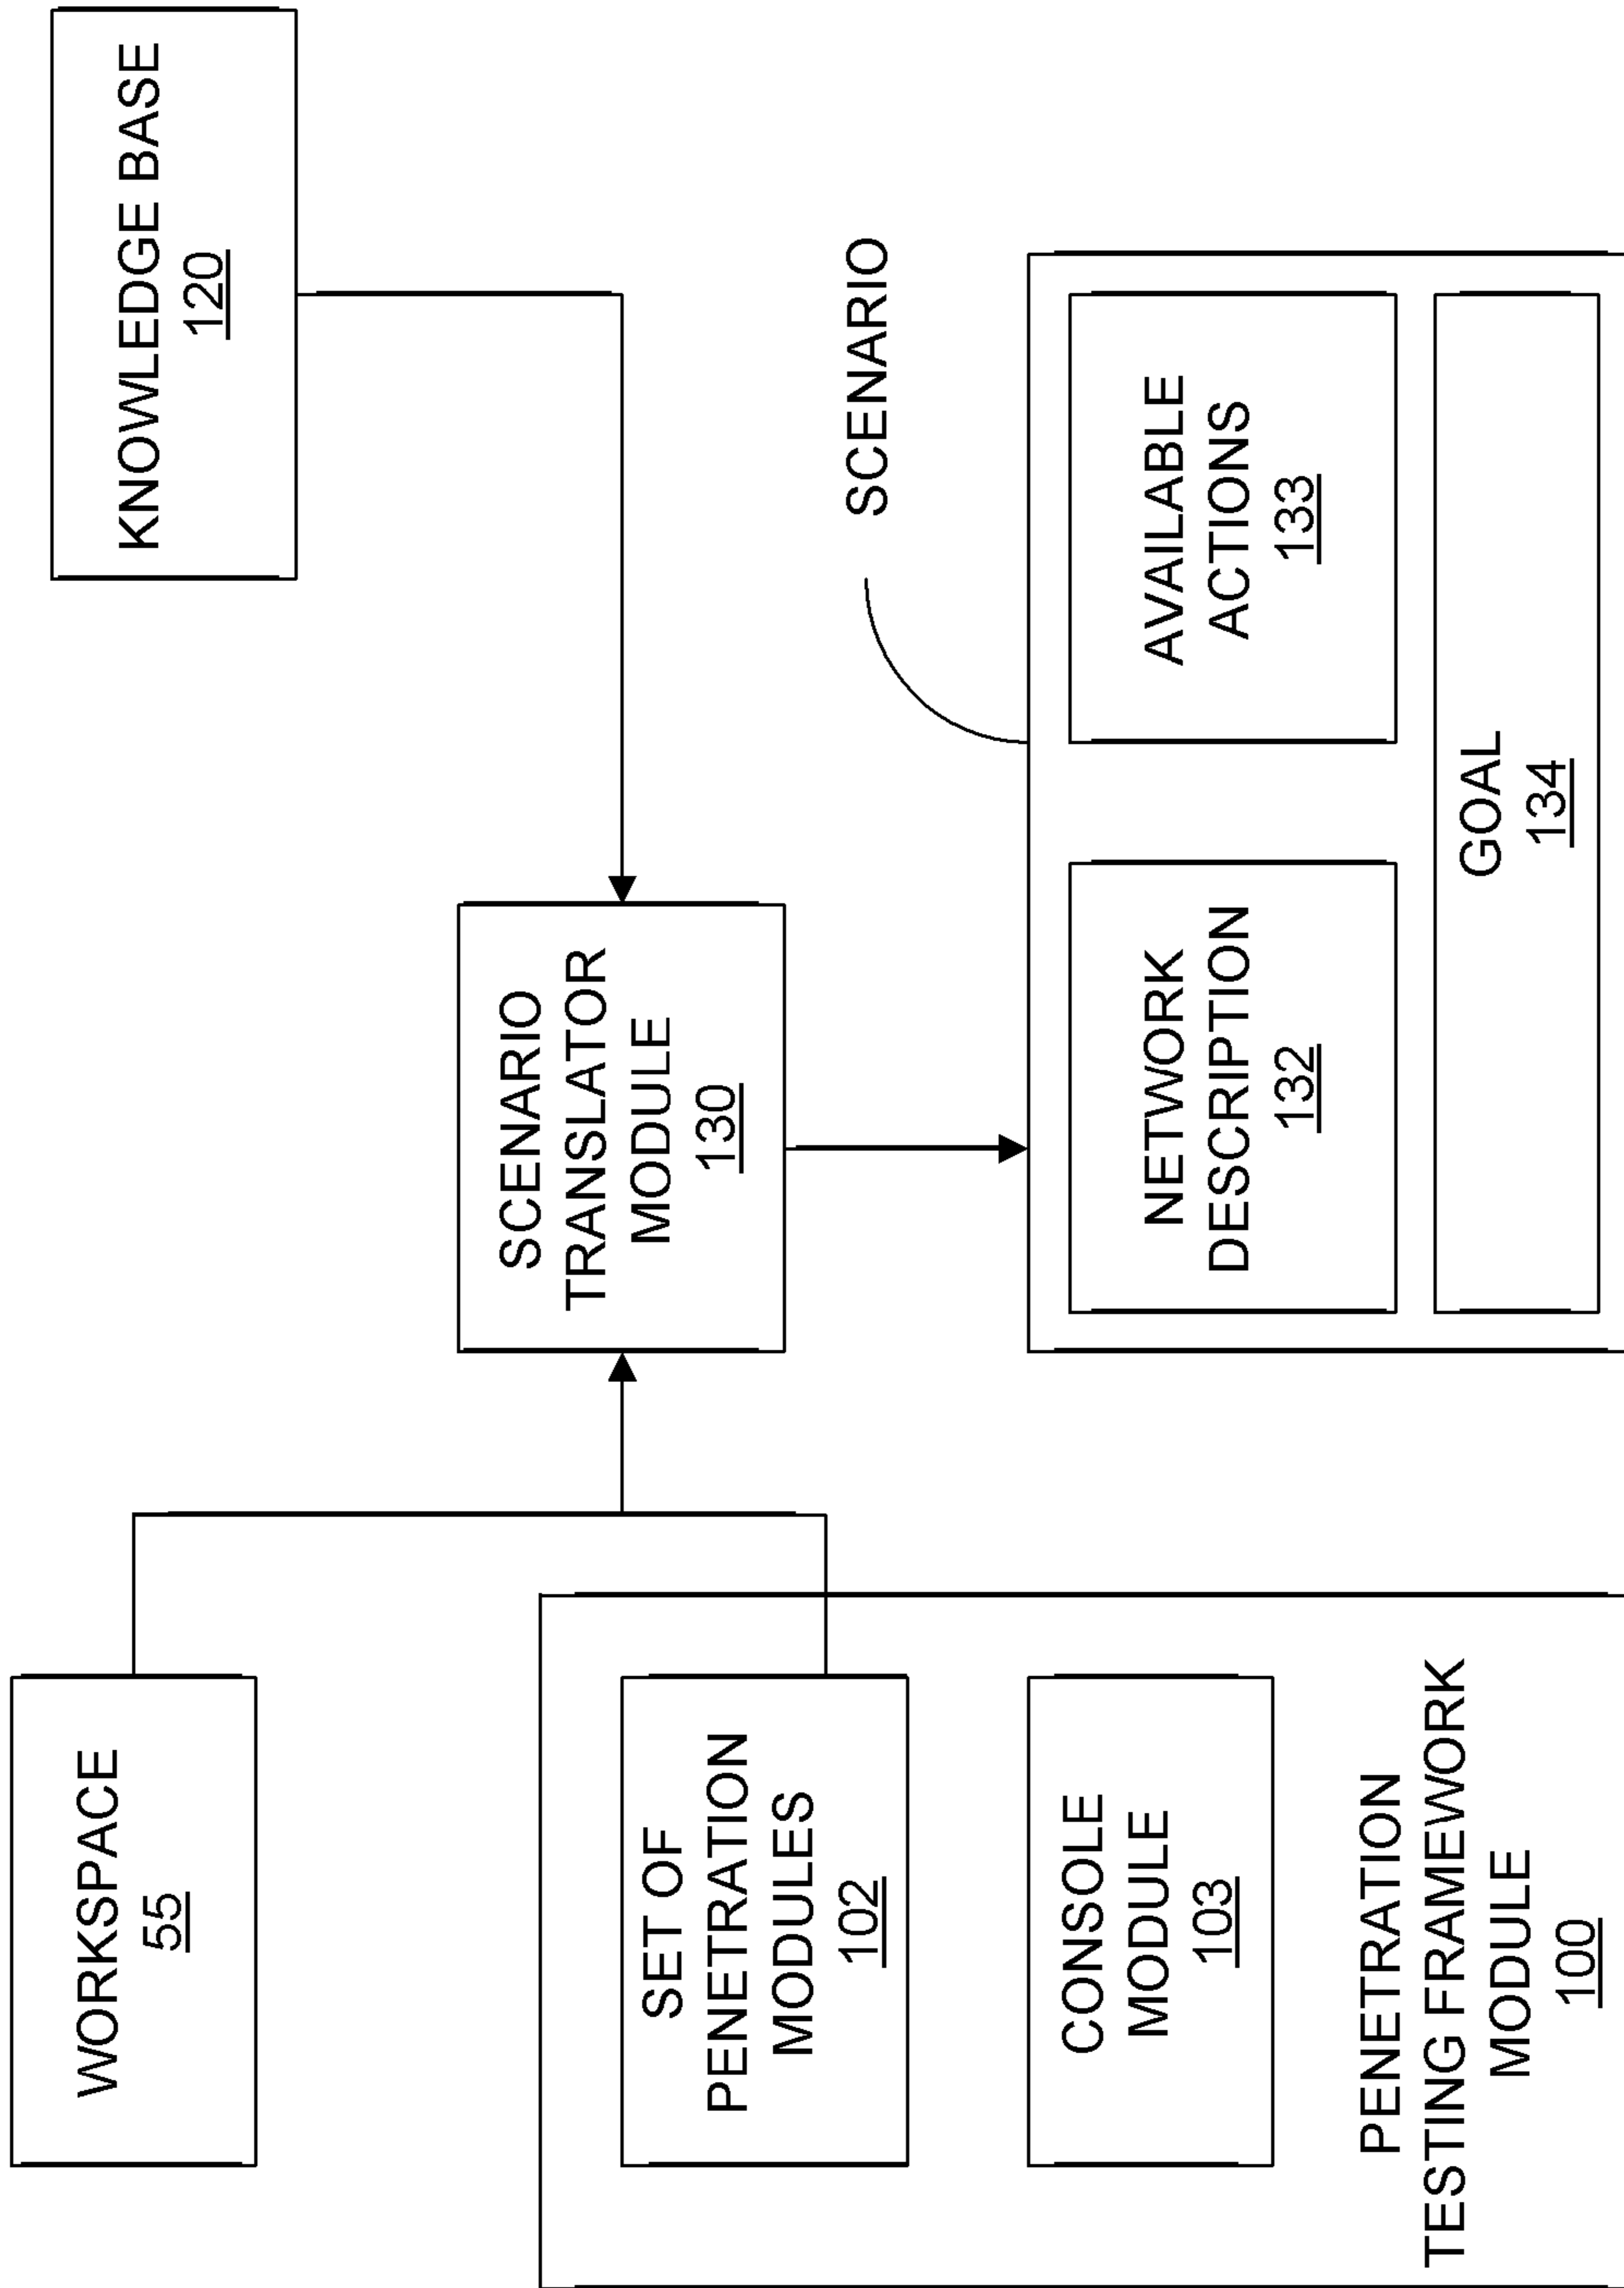 WORKSPACE
55
SET OF
PENETRATION
MODULES
102
CONSOLE
MODULE
103
PENETRATION
TESTING FRAMEWORK
MODULE
100
SCENARIO
TRANSLATOR
MODULE
130
KNOWLEDGE BASE
120
SCENARIO
NETWORK
DESCRIPTION
132
AVAILABLE
ACTIONS
133
GOAL
134